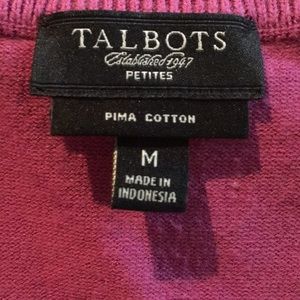 TALBOTS
Established 1947
PETITES
PIMA COTTON
M
MADE IN
INDONESIA